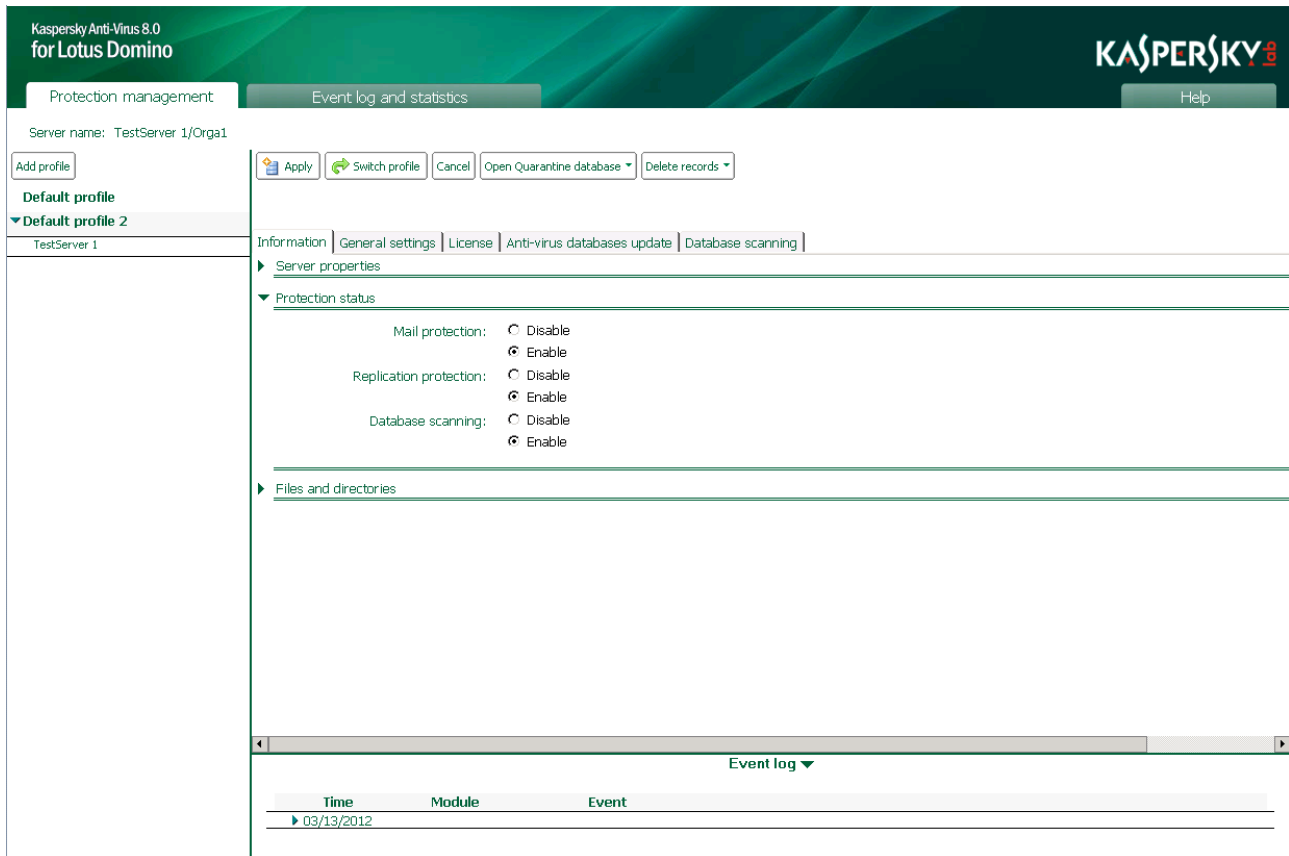 Kaspersky Anti-Virus 8.0
for Lotus Domino
KASPERSKY lab
Protection management
Event log and statistics
Help
Server name: TestServer 1/Orga1
Add profile
Apply
Switch profile
Cancel
Open Quarantine database
Delete records
Default profile
Default profile 2
TestServer 1
Information
General settings
License
Anti-virus databases update
Database scanning
Server properties
Protection status
Mail protection:
Disable
Enable
Replication protection:
Disable
Enable
Database scanning:
Disable
Enable
Files and directories
Event log
Time Module Event
03/13/2012